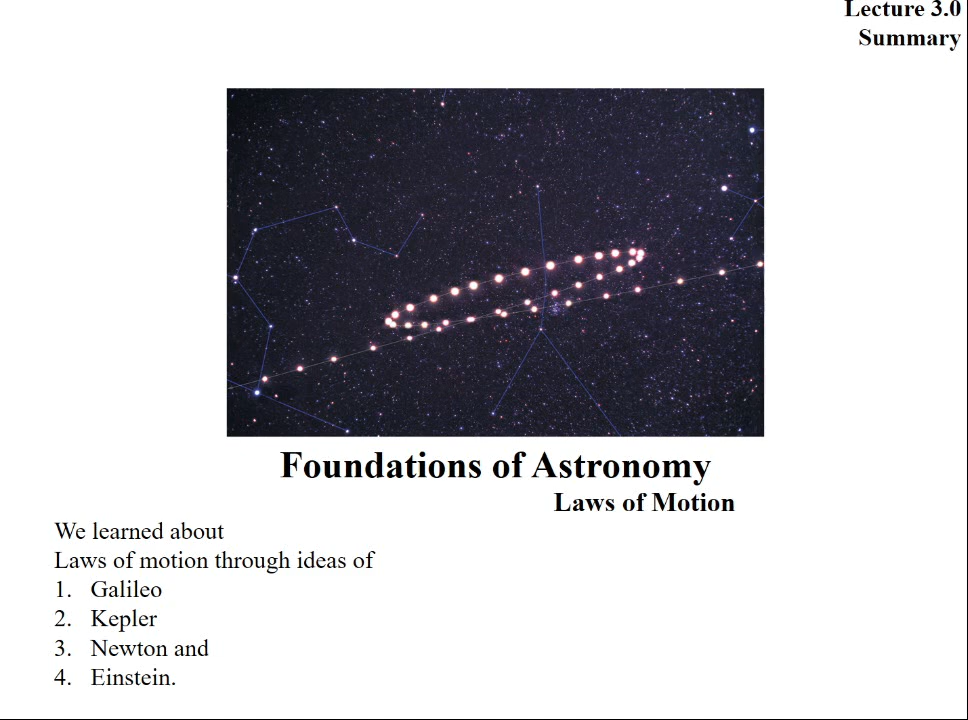 Lecture 3.0
Summary
Foundations of Astronomy
Laws of Motion
We learned about
Laws of motion through ideas of
1. Galileo
2. Kepler
3. Newton and
4. Einstein.